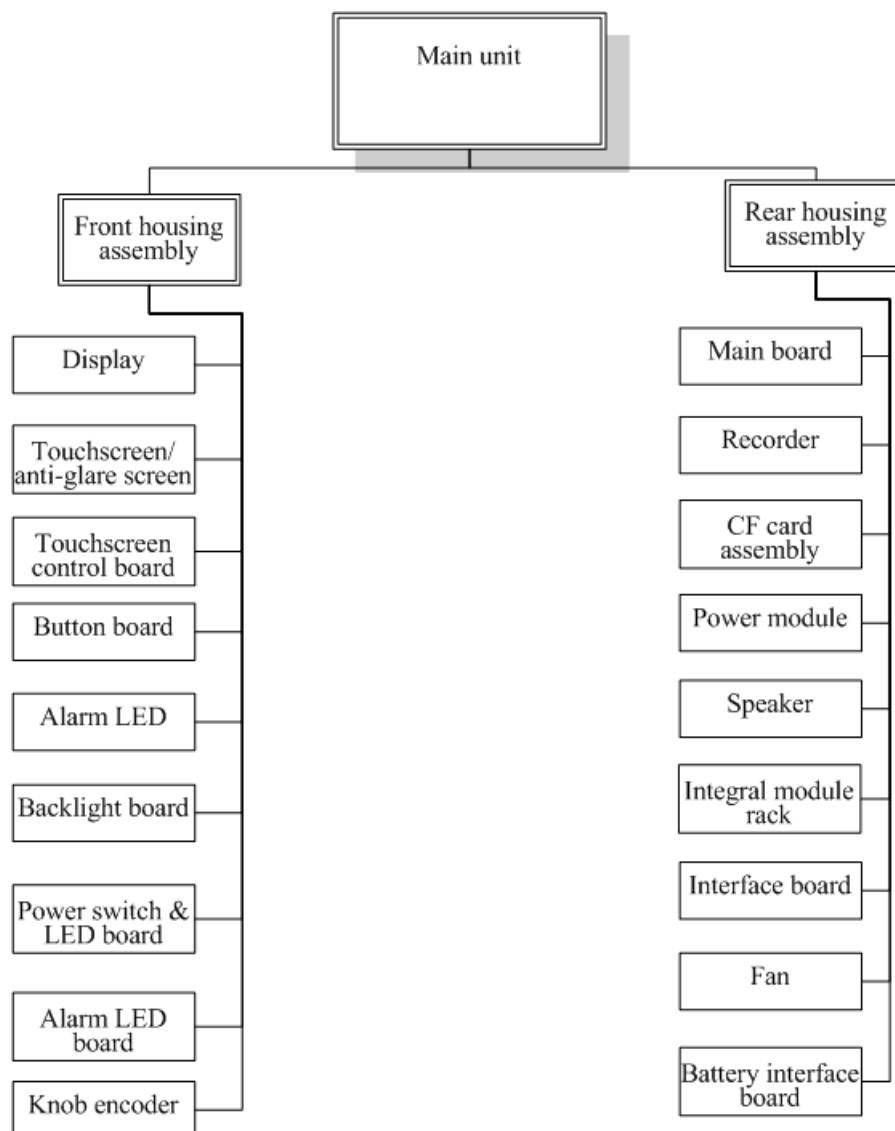 Main unit
Front housing
assembly
Rear housing
assembly
Display
Touchscreen/
anti-glare screen
Touchscreen
control board
Button board
Alarm LED
Backlight board
Power switch &
LED board
Alarm LED
board
Knob encoder
Main board
Recorder
CF card
assembly
Power module
Speaker
Integral module
rack
Interface board
Fan
Battery interface
board